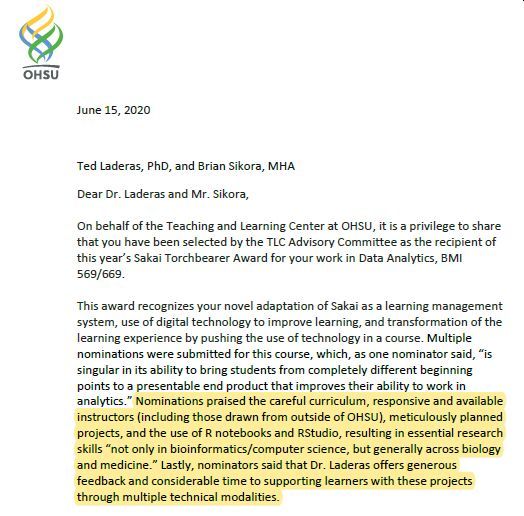 OHSU
June 15, 2020
Ted Laderas, PhD, and Brian Sikora, MHA
Dear Dr. Laderas and Mr. Sikora,
On behalf of the Teaching and Learning Center at OHSU, it is a privilege to share
that you have been selected by the TLC Advisory Committee as the recipient of
this year's Sakai Torchbearer Award for your work in Data Analytics, BMI
569/669.
This award recognizes your novel adaptation of Sakai as a learning management
system, use of digital technology to improve learning, and transformation of the
learning experience by pushing the use of technology in a course. Multiple
nominations were submitted for this course, which, as one nominator said, “is
singular in its ability to bring students from completely different beginning
points to a presentable end product that improves their ability to work in
analytics.” Nominations praised the careful curriculum, responsive and available
instructors (including those drawn from outside of OHSU), meticulously planned
projects, and the use of R notebooks and RStudio, resulting in essential research
skills “not only in bioinformatics/computer science, but generally across biology
and medicine.” Lastly, nominators said that Dr. Laderas offers generous
feedback and considerable time to supporting learners with these projects
through multiple technical modalities.